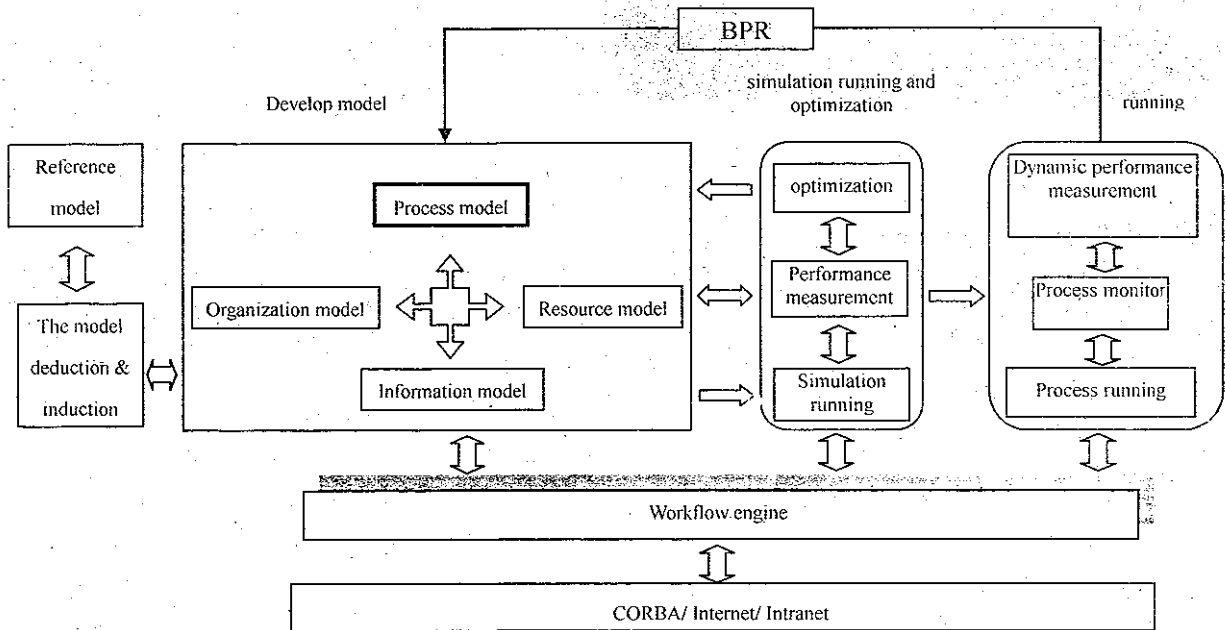 BPR
Develop model
simulation running and
optimization
running
Reference
model
The model
deduction &
induction
Process model
Organization model
Resource model
Information model
optimization
Performance
measurement
Simulation
running
Dynamic performance
measurement
Process monitor
Process running
Workflow engine
CORBA/ Internet/ Intranet